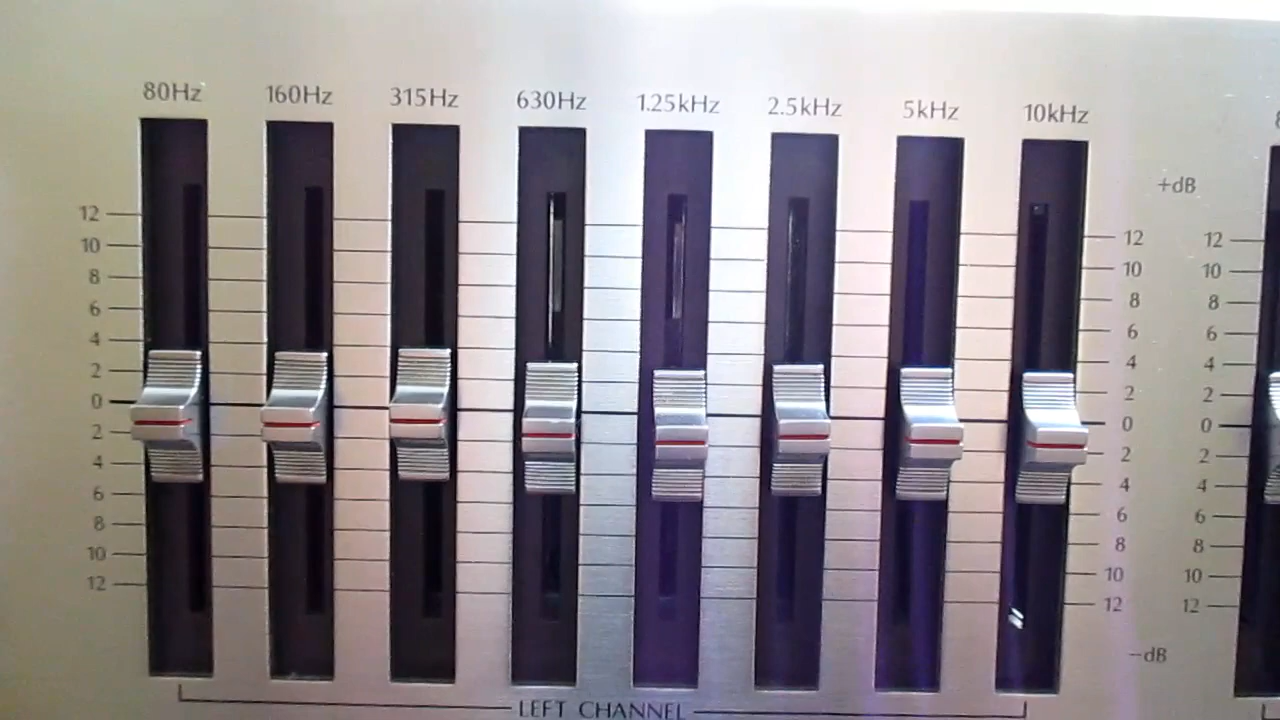 80Hz 160Hz 315Hz 630Hz 1.25kHz 2.5kHz 5kHz 10kHz
+dB
12 12 12
10 10 10
8 8 8
6 6 6
4 4 4
2 2 2
0 0 0
2 2 2
4 4 4
6 6 6
8 8 8
10 10 10
12 12 12
−dB
LEFT CHANNEL